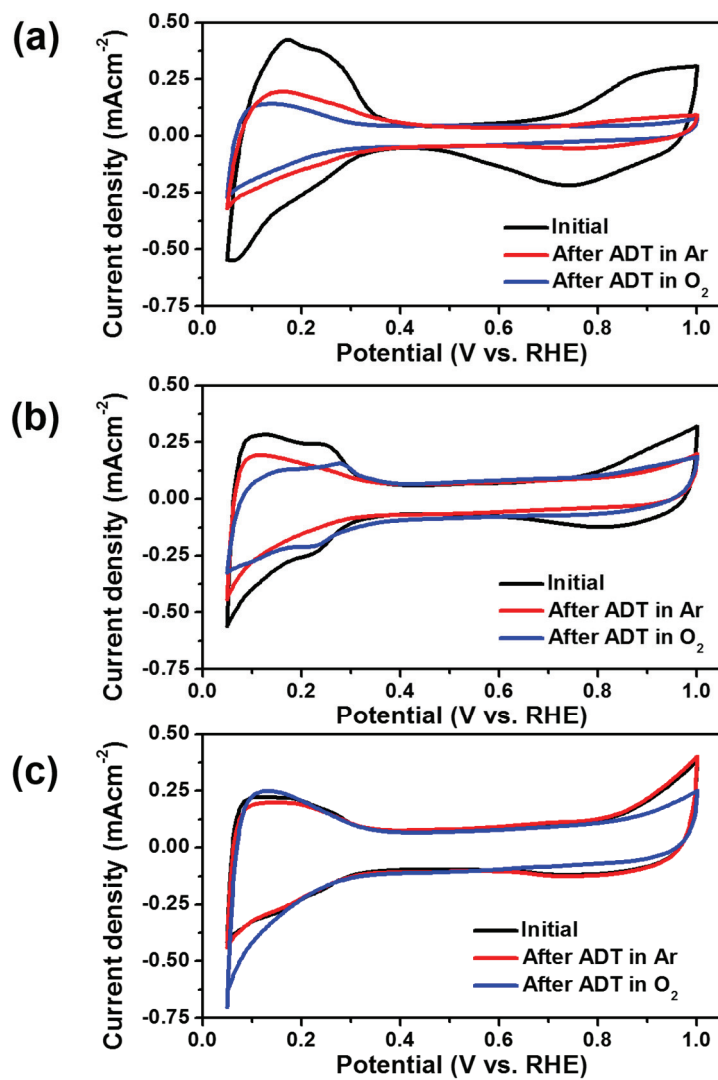 (a)
Current density (mAcm⁻²)
0.50
0.25
0.00
-0.25
-0.50
-0.75
Initial
After ADT in Ar
After ADT in O₂
0.0 0.2 0.4 0.6 0.8 1.0
Potential (V vs. RHE)
(b)
Current density (mAcm⁻²)
0.50
0.25
0.00
-0.25
-0.50
-0.75
Initial
After ADT in Ar
After ADT in O₂
0.0 0.2 0.4 0.6 0.8 1.0
Potential (V vs. RHE)
(c)
Current density (mAcm⁻²)
0.50
0.25
0.00
-0.25
-0.50
-0.75
Initial
After ADT in Ar
After ADT in O₂
0.0 0.2 0.4 0.6 0.8 1.0
Potential (V vs. RHE)